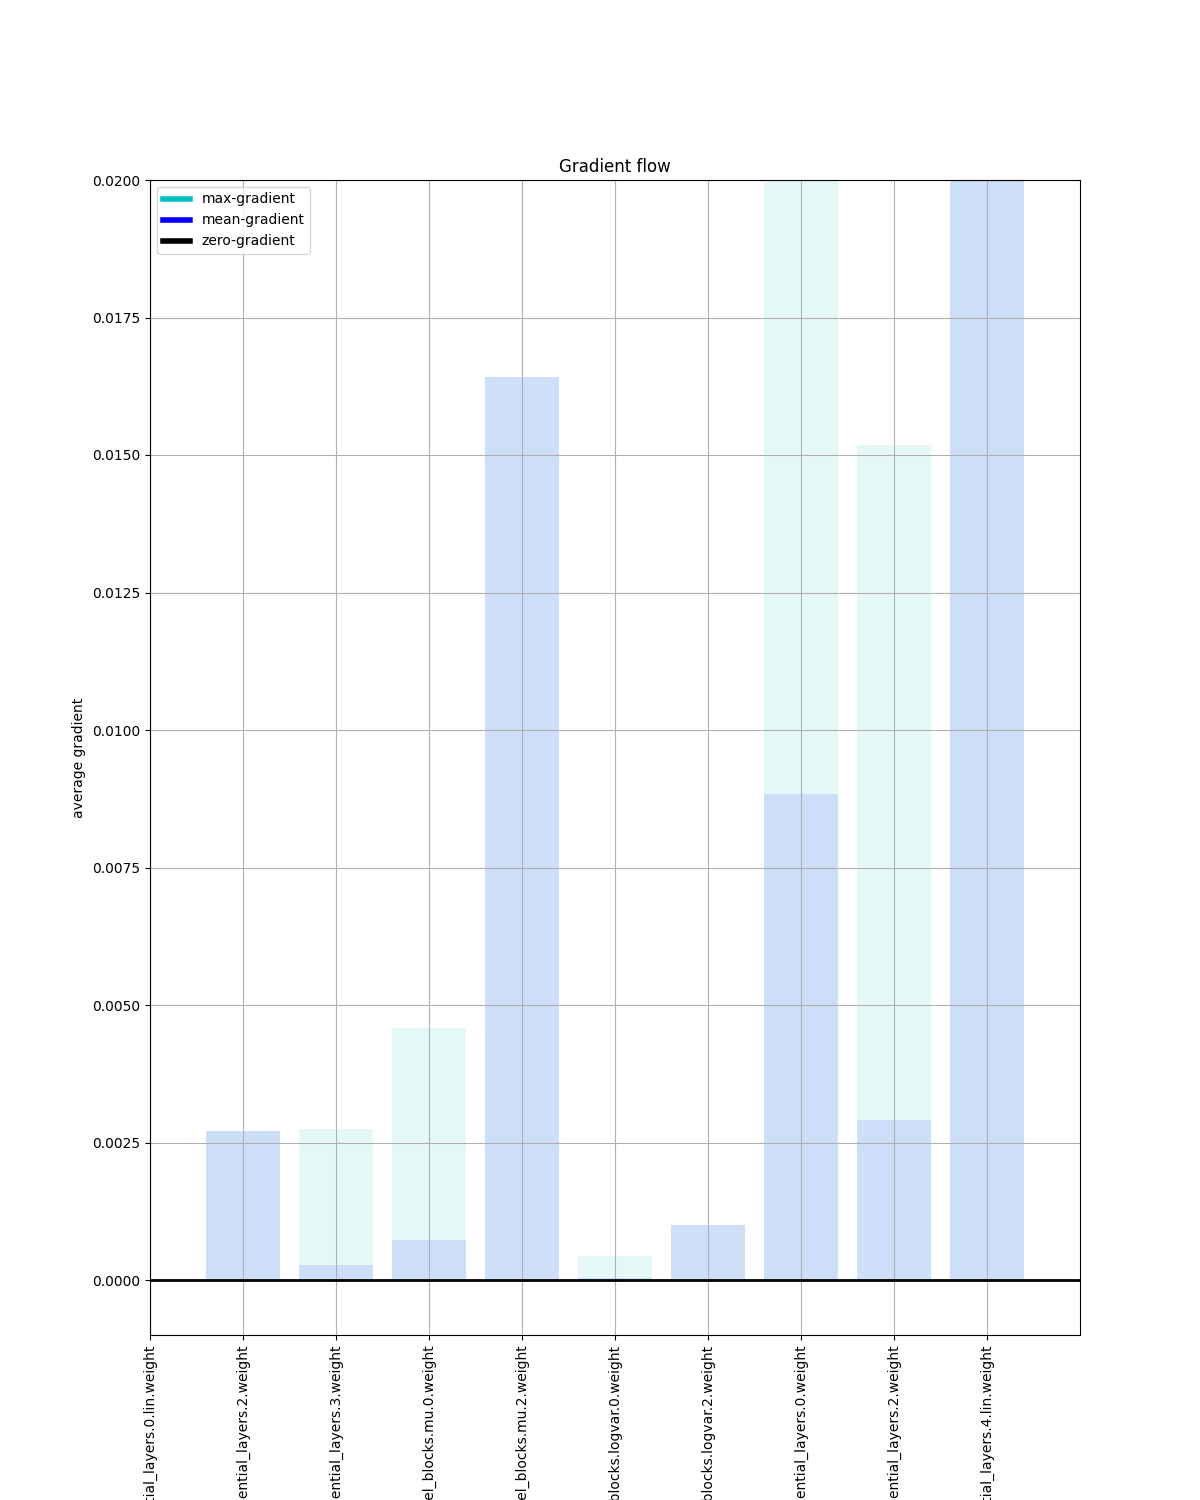 Gradient flow
max-gradient
mean-gradient
zero-gradient
average gradient
0.0200
0.0175
0.0150
0.0125
0.0100
0.0075
0.0050
0.0025
0.0000
tial_layers.0.lin.weight
ential_layers.2.weight
ential_layers.3.weight
el_blocks.mu.0.weight
el_blocks.mu.2.weight
blocks.logvar.0.weight
blocks.logvar.2.weight
ential_layers.0.weight
ential_layers.2.weight
tial_layers.4.lin.weight